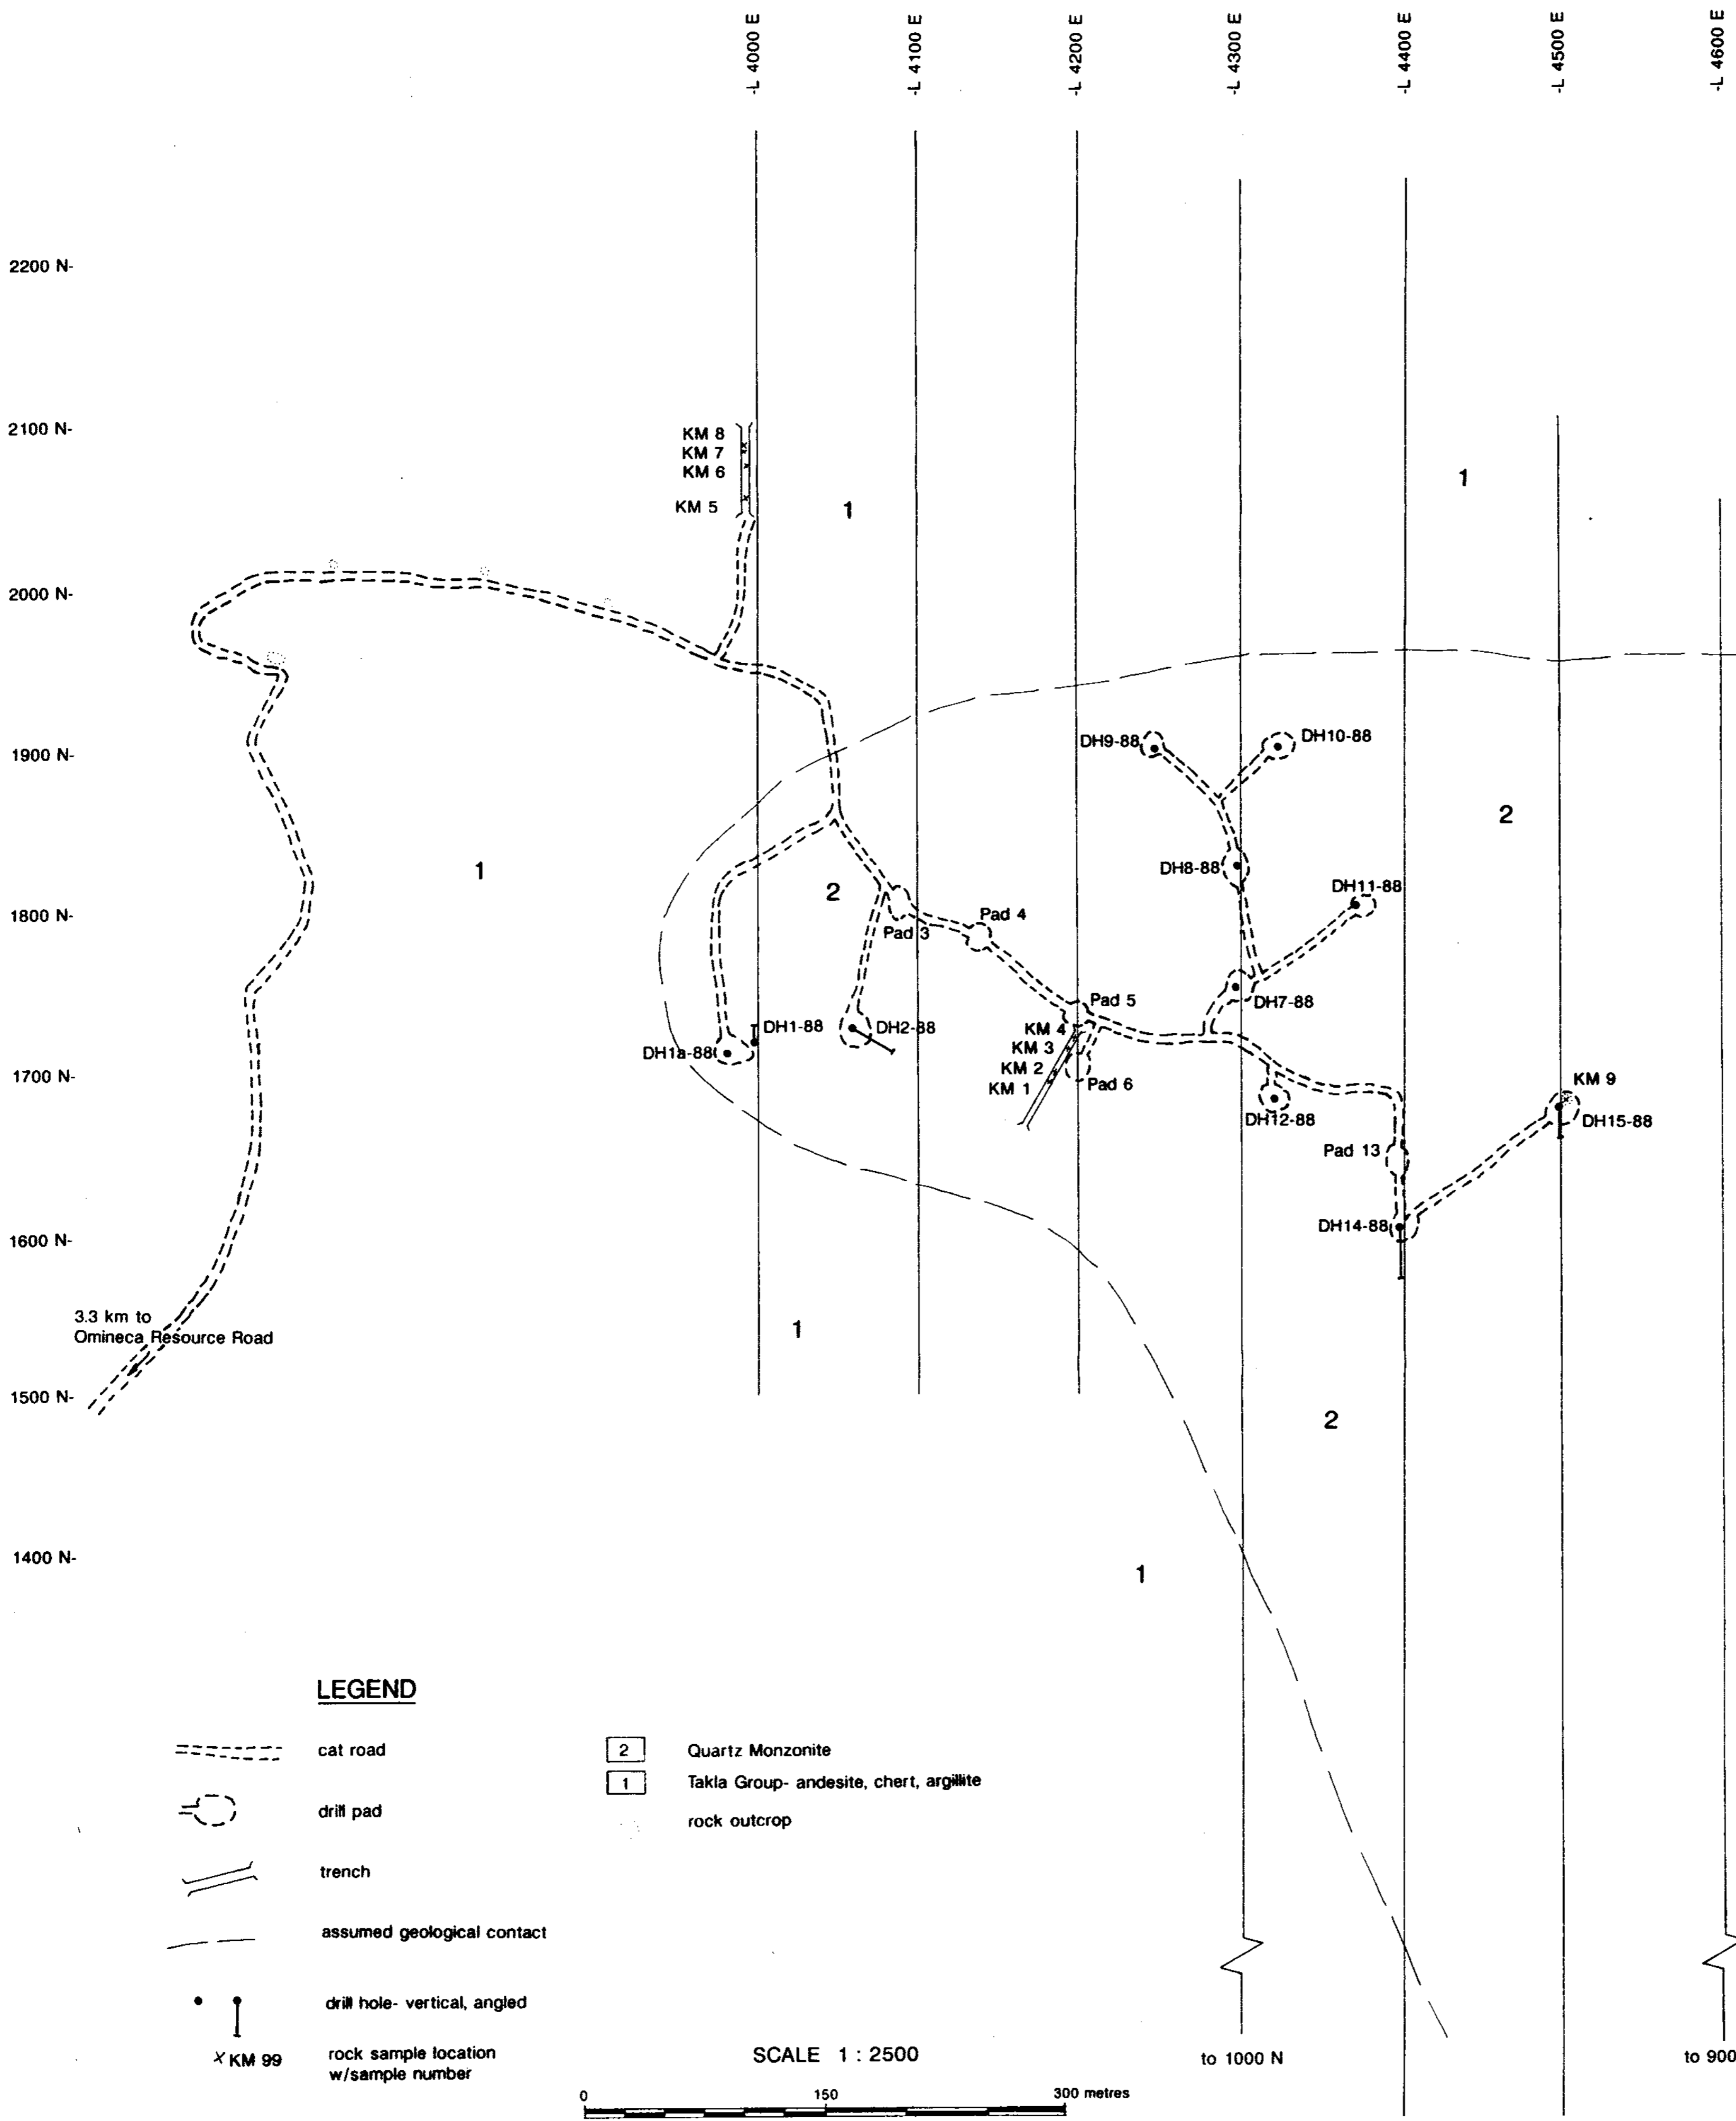 -L 4000 E
-L 4100 E
-L 4200 E
-L 4300 E
-L 4400 E
-L 4500 E
-L 4600 E
2200 N-
2100 N-
KM 8
KM 7
KM 6
KM 5
1
1
2000 N-
1900 N-
DH9-88
DH10-88
2
1
DH8-88
DH11-88
2
1800 N-
Pad 3
Pad 4
Pad 5
DH7-88
DH1-88
DH2-88
KM 4
DH1a-88
KM 3
KM 2
KM 1
Pad 6
1700 N-
KM 9
DH12-88
DH15-88
Pad 13
DH14-88
1600 N-
3.3 km to
Omineca Resource Road
1
1500 N-
2
1400 N-
1
LEGEND
cat road
2 Quartz Monzonite
1 Takla Group- andesite, chert, argillite
drill pad
rock outcrop
trench
assumed geological contact
drill hole- vertical, angled
KM 99
rock sample location
w/sample number
SCALE 1 : 2500
to 1000 N
to 900
0 150 300 metres